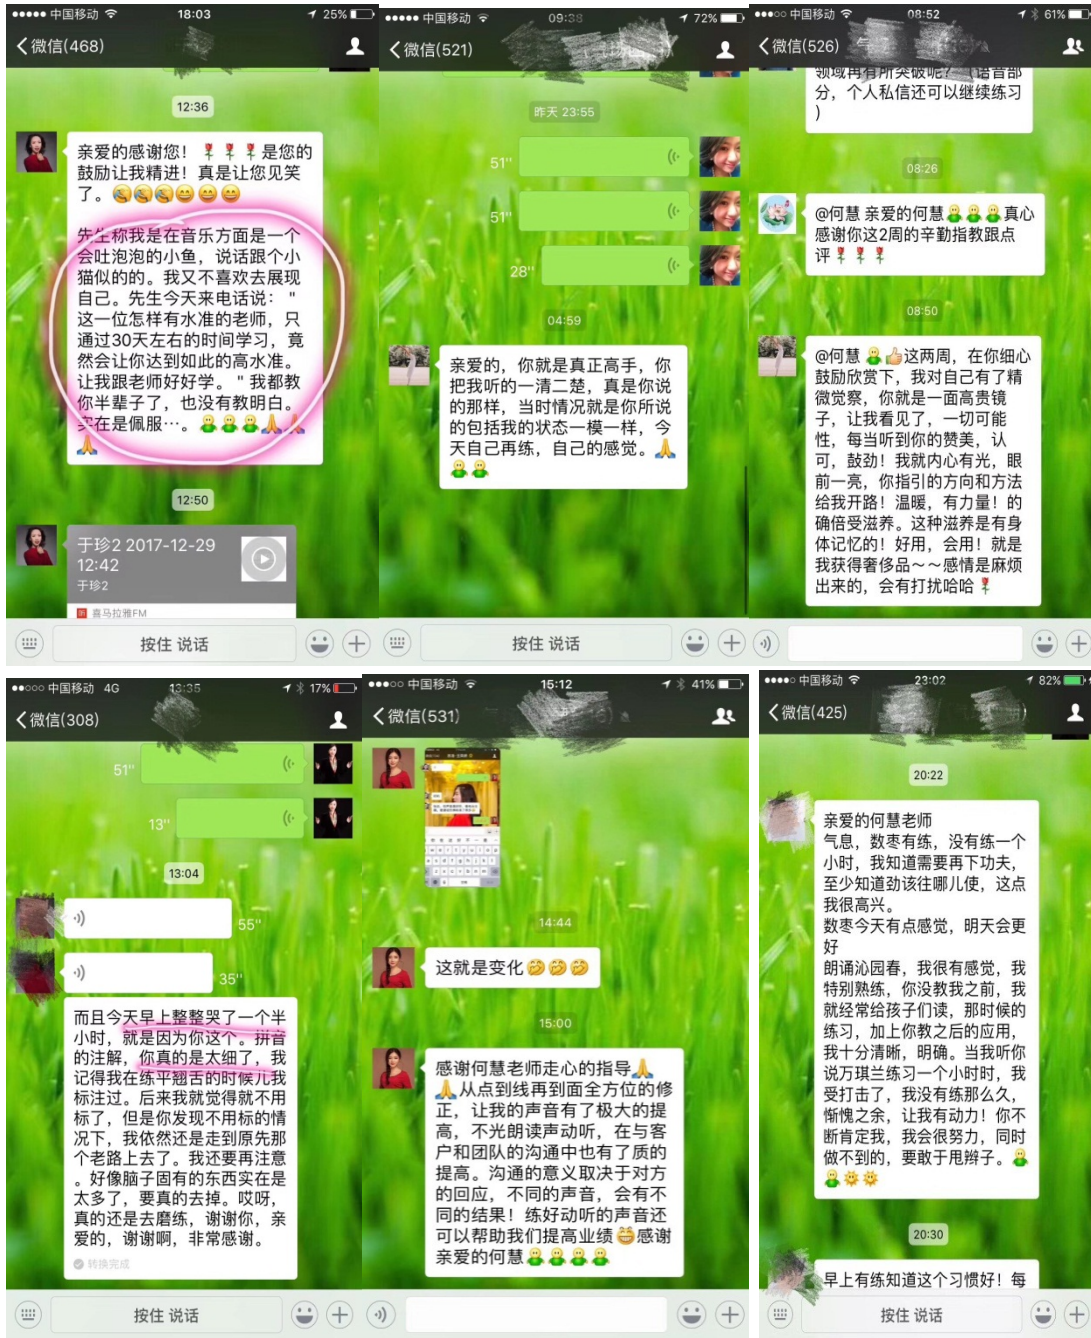 中国移动
18:03
25%
微信(468)
12:36
亲爱的感谢您！🌹🌹🌹是您的
鼓励让我精进！真是让您见笑
了。🤣🤣🤣😄😄😄
先生称我是在音乐方面是一个
会吐泡泡的小鱼，说话跟个小
猫似的的。我又不喜欢去展现
自己。先生今天来电话说："
这一位怎样有水准的老师，只
通过30天左右的时间学习，竟
然会让你达到如此的高水准。
让我跟老师好好学。"我都教
你半辈子了，也没有教明白。
实在是佩服…。🙏🙏
🙏
12:50
于珍2 2017-12-29
12:42
于珍2
喜马拉雅FM
按住 说话
中国移动
09:38
72%
微信(521)
昨天 23:55
51"
51"
28"
04:59
亲爱的，你就是真正高手，你
把我听的一清二楚，真是你说
的那样，当时情况就是你所说
的包括我的状态一模一样，今
天自己再练，自己的感觉。🙏
按住 说话
中国移动
08:52
61%
微信(526)
领域再有所突破呢？（语音部
分，个人私信还可以继续练习
）
08:26
@何慧 亲爱的何慧真心
感谢你这2周的辛勤指教跟点
评🌹🌹🌹
08:50
@何慧 👍这两周，在你细心
鼓励欣赏下，我对自己有了精
微觉察，你就是一面高贵镜
子，让我看见了，一切可能
性，每当听到你的赞美，认
可，鼓劲！我就内心有光，眼
前一亮，你指引的方向和方法
给我开路！温暖，有力量！的
确倍受滋养。这种滋养是有身
体记忆的！好用，会用！就是
我获得奢侈品～～感情是麻烦
出来的，会有打扰哈哈🌹
中国移动 4G
13:35
17%
微信(308)
51"
13"
13:04
55"
35"
而且今天早上整整哭了一个半
小时，就是因为你这个。拼音
的注解，你真的是太细了，我
记得我在练平翘舌的时候儿我
标注过。后来我就觉得就不用
标了，但是你发现不用标的情
况下，我依然还是走到原先那
个老路上去了。我还要再注意
。好像脑子固有的东西实在是
太多了，要真的去掉。哎呀，
真的还是去磨练，谢谢你，亲
爱的，谢谢啊，非常感谢。
转换完成
按住 说话
中国移动
15:12
41%
微信(531)
14:44
这就是变化🤣🤣🤣
15:00
感谢何慧老师走心的指导🙏
🙏从点到线再到面全方位的修
正，让我的声音有了极大的提
高，不光朗读声动听，在与客
户和团队的沟通中也有了质的
提高。沟通的意义取决于对方
的回应，不同的声音，会有不
同的结果！练好动听的声音还
可以帮助我们提高业绩😁感谢
亲爱的何慧
中国移动
23:02
82%
微信(425)
20:22
亲爱的何慧老师
气息，数枣有练，没有练一个
小时，我知道需要再下功夫，
至少知道劲该往哪儿使，这点
我很高兴。
数枣今天有点感觉，明天会更
好
朗诵沁园春，我很有感觉，我
特别熟练，你没教我之前，我
就经常给孩子们读，那时候的
练习，加上你教之后的应用，
我十分清晰，明确。当我听你
说万琪兰练习一个小时时，我
受打击了，我没有练那么久，
惭愧之余，让我有动力！你不
断肯定我，我会很努力，同时
做不到的，要敢于甩辫子。
🌞🌞
20:30
早上有练知道这个习惯好！每
按住 说话